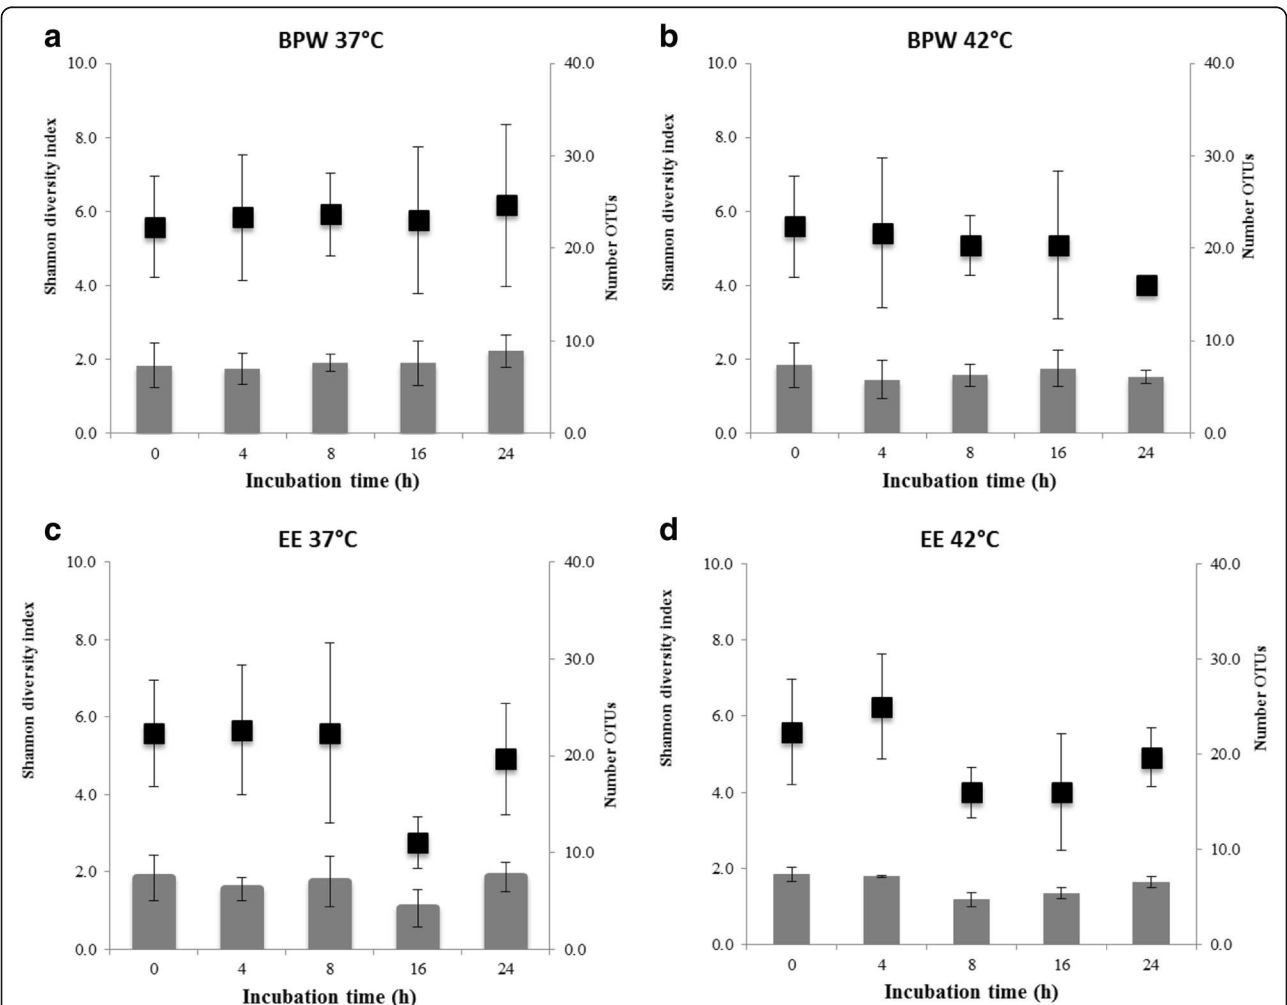 a
BPW 37°C
10.0
8.0
6.0
4.0
2.0
0.0
Shannon diversity index
40.0
30.0
20.0
10.0
0.0
Number OTUs
0 4 8 16 24
Incubation time (h)
b
BPW 42°C
10.0
8.0
6.0
4.0
2.0
0.0
Shannon diversity index
40.0
30.0
20.0
10.0
0.0
Number OTUs
0 4 8 16 24
Incubation time (h)
c
EE 37°C
10.0
8.0
6.0
4.0
2.0
0.0
Shannon diversity index
40.0
30.0
20.0
10.0
0.0
Number OTUs
0 4 8 16 24
Incubation time (h)
d
EE 42°C
10.0
8.0
6.0
4.0
2.0
0.0
Shannon diversity index
40.0
30.0
20.0
10.0
0.0
Number OTUs
0 4 8 16 24
Incubation time (h)